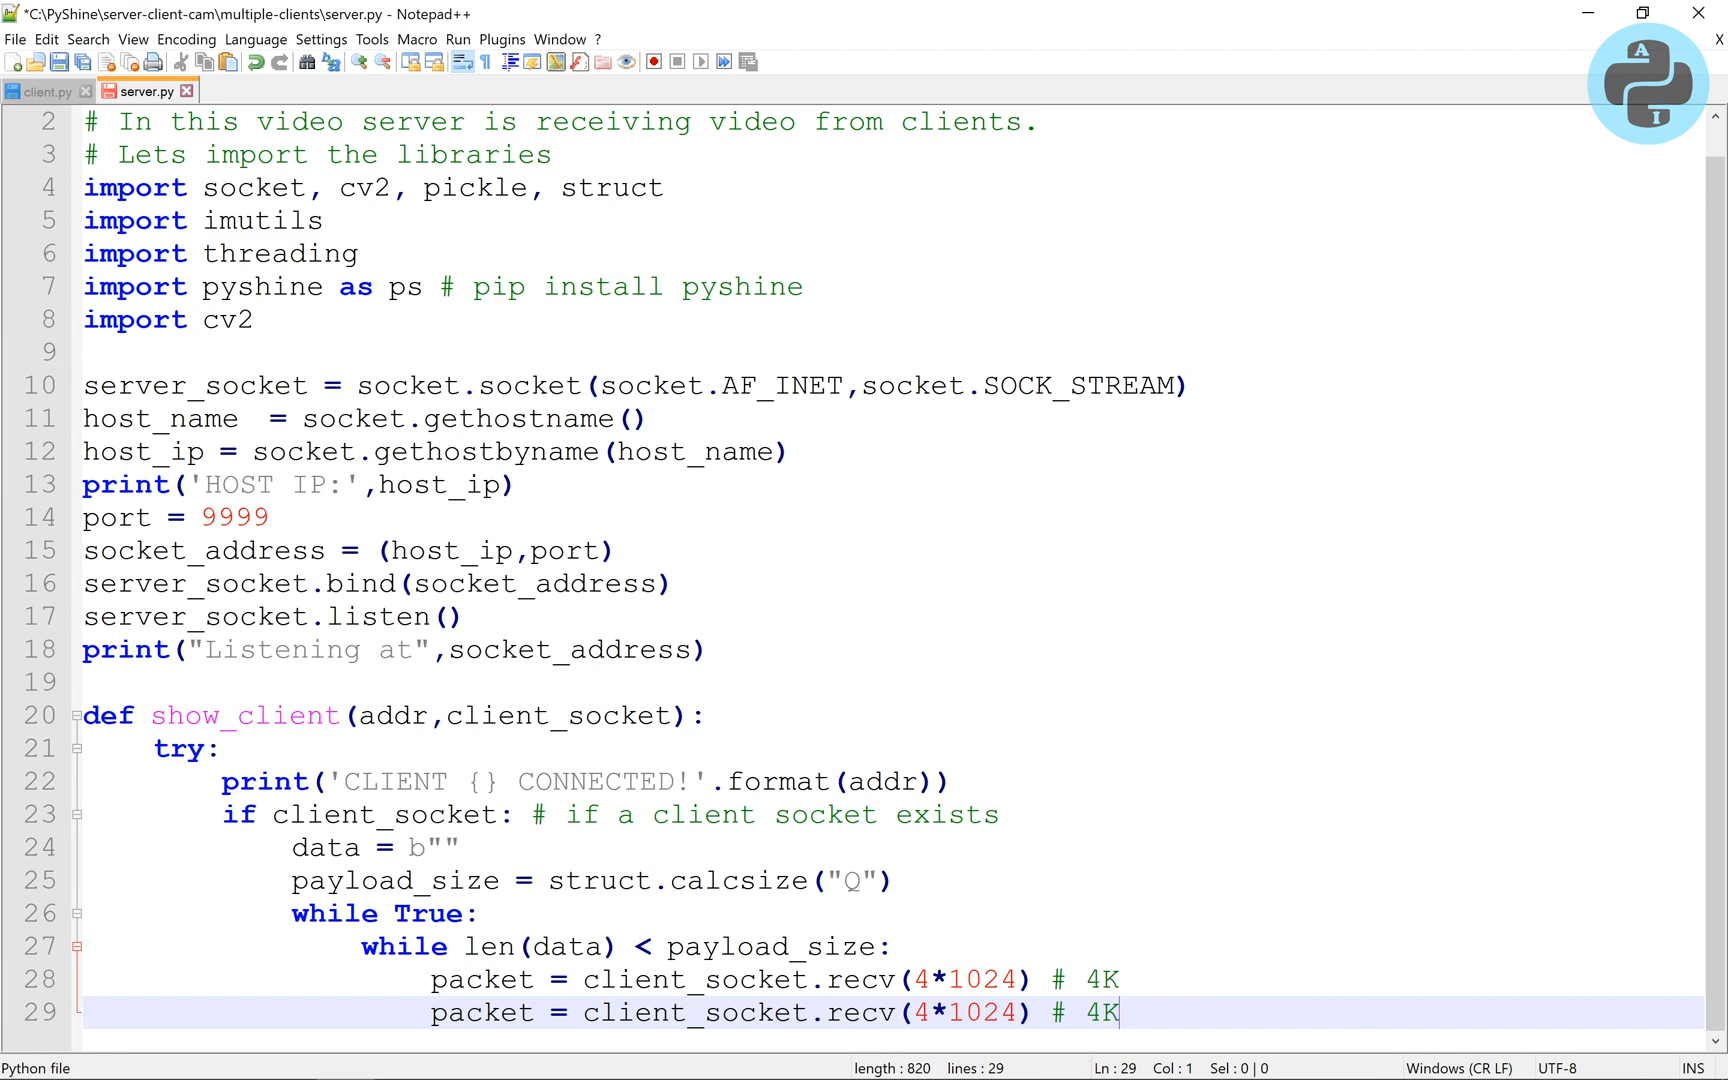 *C:\PyShine\server-client-cam\multiple-clients\server.py - Notepad++
File Edit Search View Encoding Language Settings Tools Macro Run Plugins Window ? X
client.py server.py
A
I
2 # In this video server is receiving video from clients.
3 # Lets import the libraries
4 import socket, cv2, pickle, struct
5 import imutils
6 import threading
7 import pyshine as ps # pip install pyshine
8 import cv2
9
10 server_socket = socket.socket(socket.AF_INET,socket.SOCK_STREAM)
11 host_name  = socket.gethostname()
12 host_ip = socket.gethostbyname(host_name)
13 print('HOST IP:',host_ip)
14 port = 9999
15 socket_address = (host_ip,port)
16 server_socket.bind(socket_address)
17 server_socket.listen()
18 print("Listening at",socket_address)
19
20 def show_client(addr,client_socket):
21     try:
22         print('CLIENT {} CONNECTED!'.format(addr))
23         if client_socket: # if a client socket exists
24             data = b""
25             payload_size = struct.calcsize("Q")
26             while True:
27                 while len(data) < payload_size:
28                     packet = client_socket.recv(4*1024) # 4K
29                     packet = client_socket.recv(4*1024) # 4K
Python file length : 820 lines : 29 Ln : 29 Col : 1 Sel : 0 | 0 Windows (CR LF) UTF-8 INS